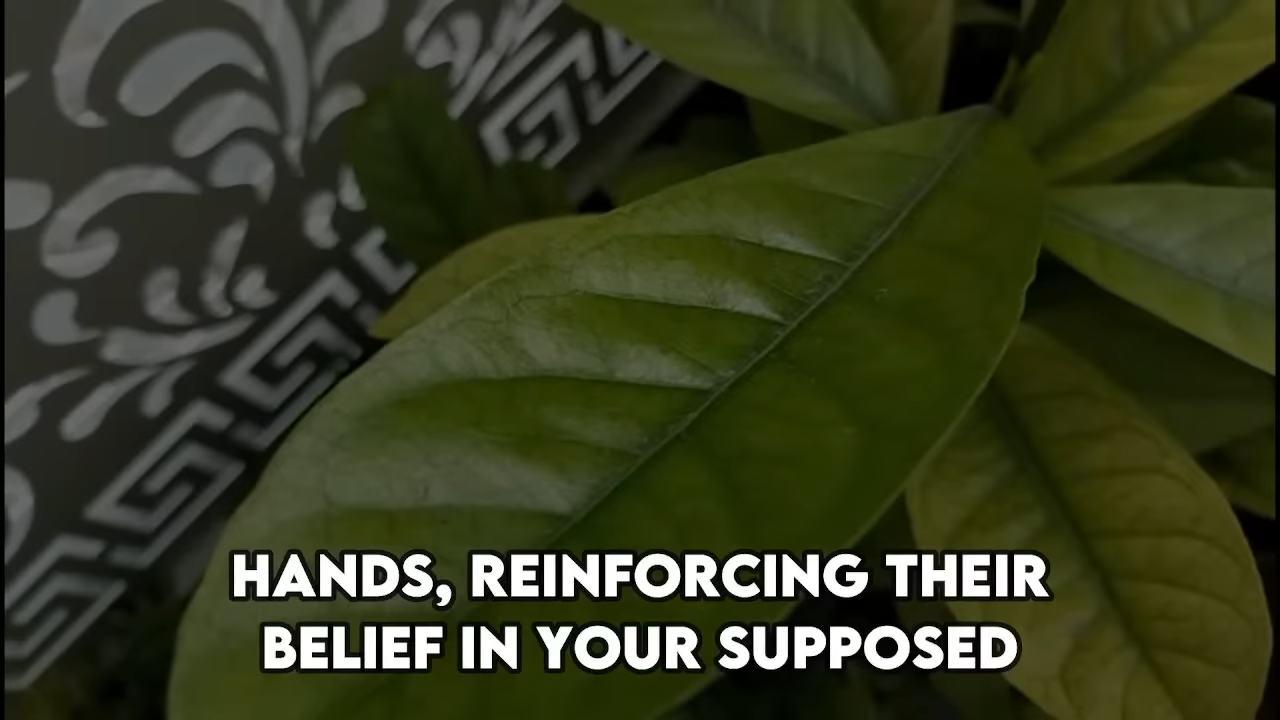 HANDS, REINFORCING THEIR
BELIEF IN YOUR SUPPOSED